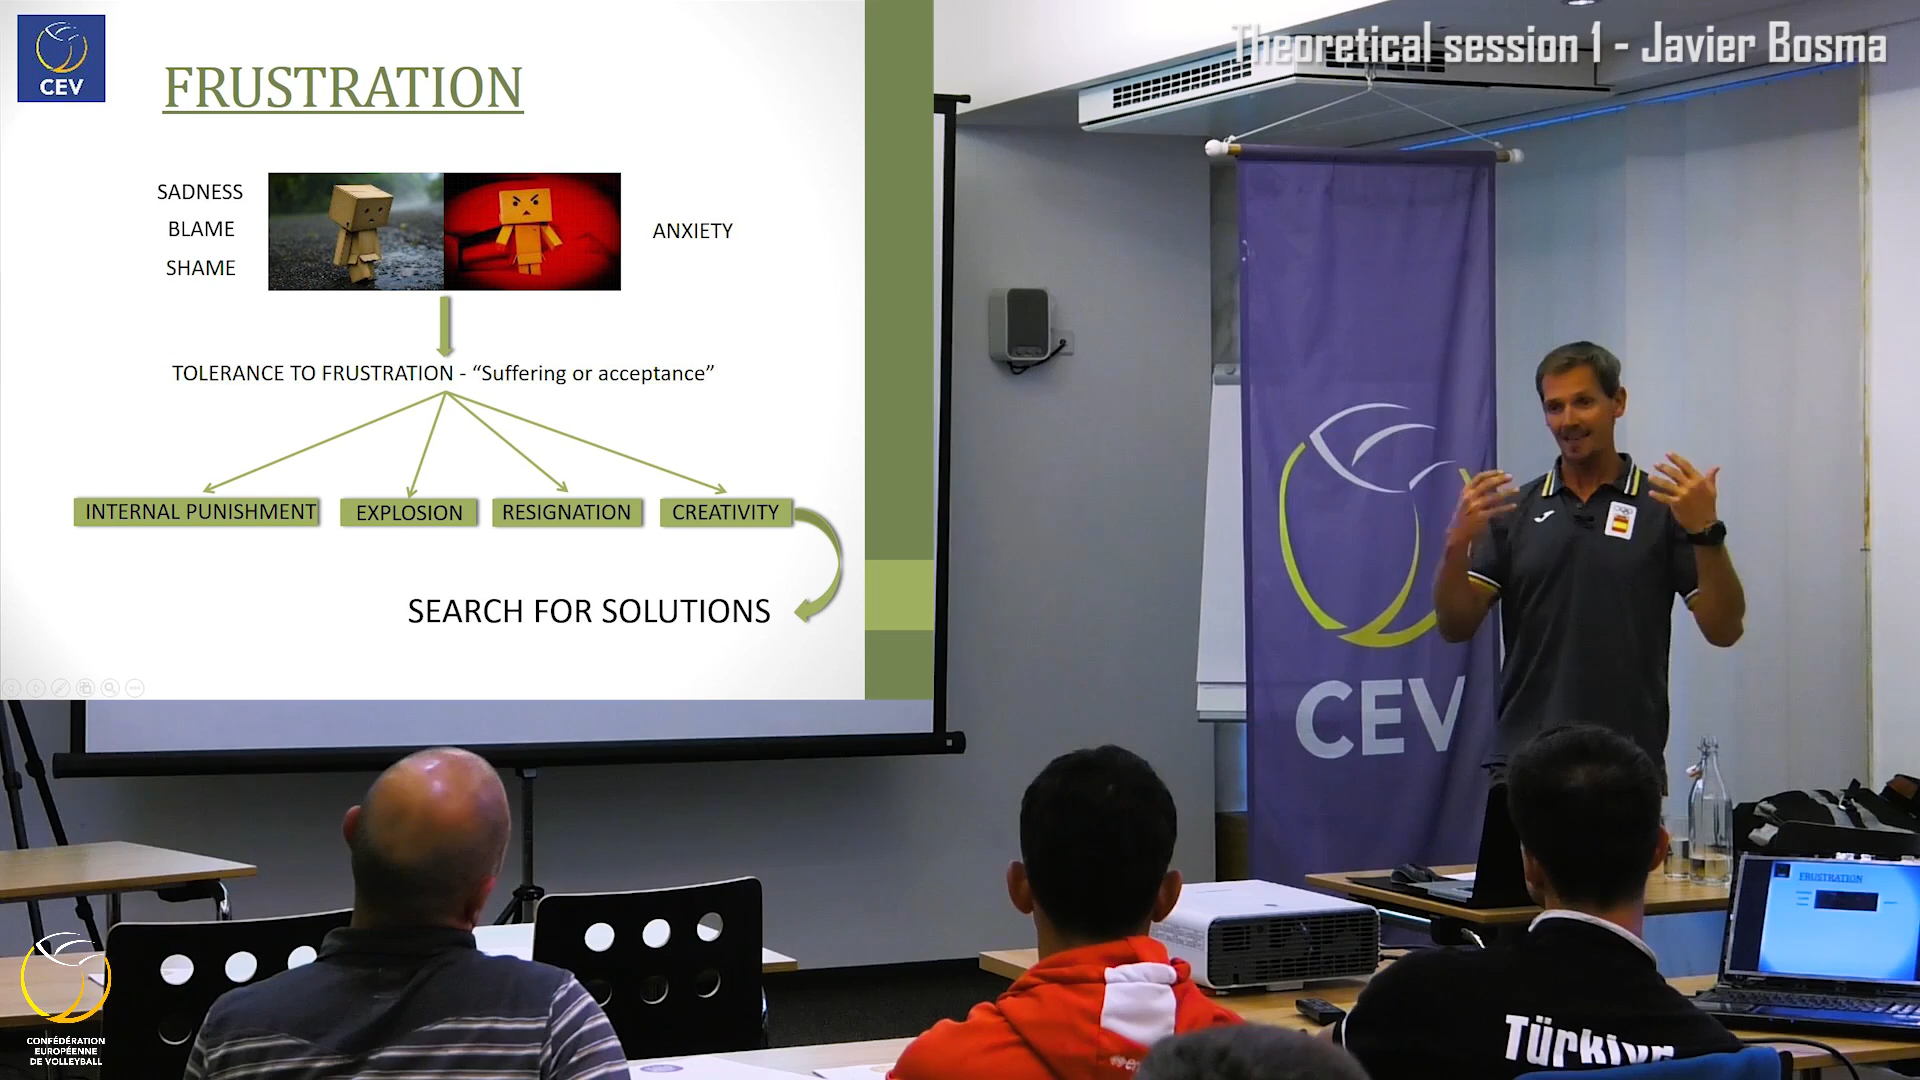 CEV
FRUSTRATION
SADNESS
BLAME
SHAME
ANXIETY
TOLERANCE TO FRUSTRATION - “Suffering or acceptance”
INTERNAL PUNISHMENT
EXPLOSION
RESIGNATION
CREATIVITY
SEARCH FOR SOLUTIONS
Theoretical session 1 - Javier Bosma
CEV
FRUSTRATION
Türkiye
CONFÉDÉRATION
EUROPÉENNE
DE VOLLEYBALL